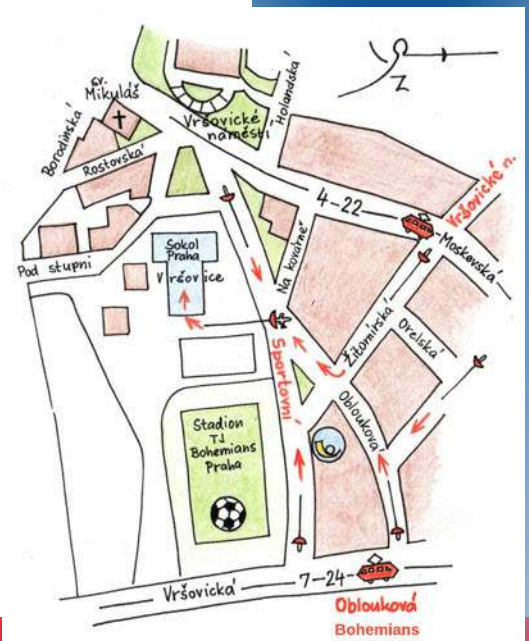 sv.
Mikuláš
Borodinská
Rostovská
Vršovické
náměstí
Holandská
Z
Vršovické n.
4-22
Moskevská
Pod stupni
Sokol
Praha
Vršovice
Na kovárně
Žitomírská
Orelská
Sportovní
Oblouková
Stadion
TJ
Bohemians
Praha
Vršovická
7-24
Oblouková
Bohemians